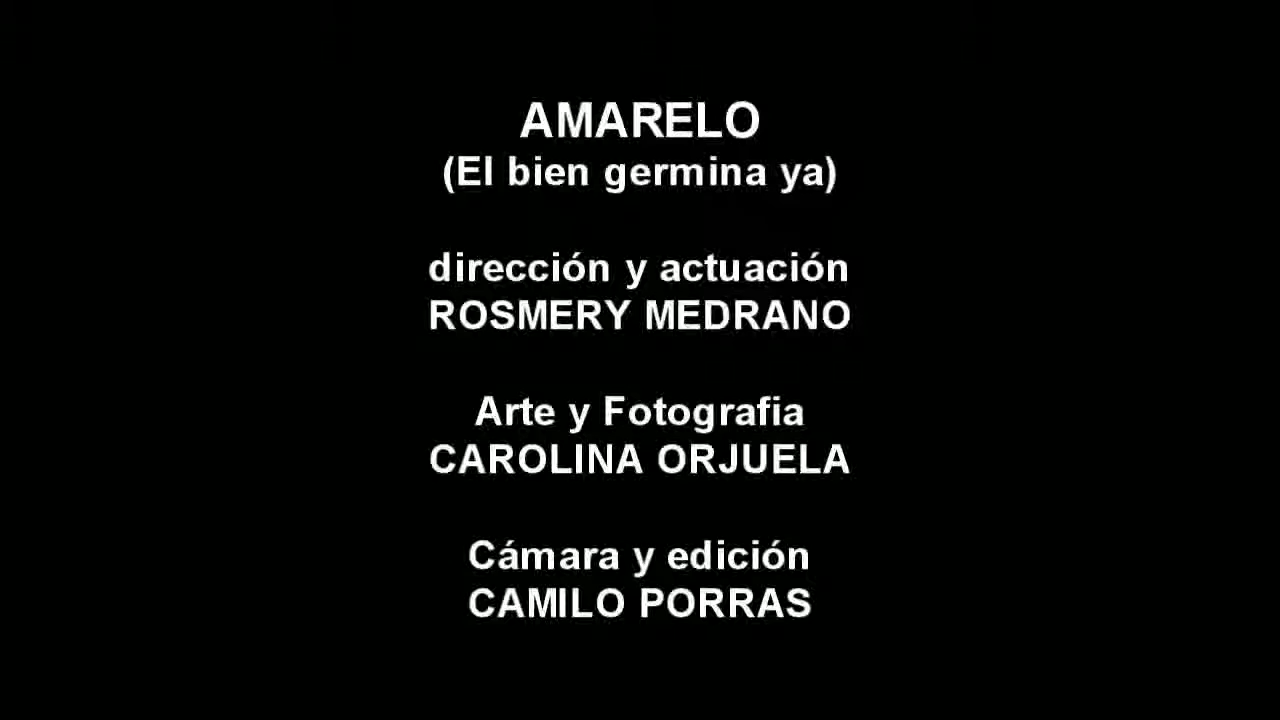 AMARELO
(El bien germina ya)
dirección y actuación
ROSMERY MEDRANO
Arte y Fotografia
CAROLINA ORJUELA
Cámara y edición
CAMILO PORRAS